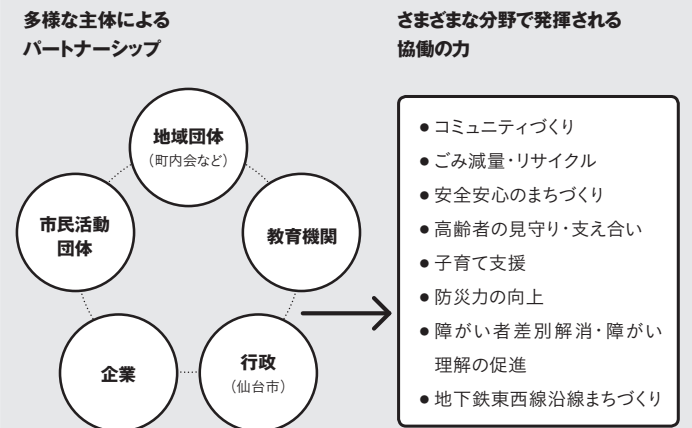 多様な主体による
パートナーシップ
地域団体
（町内会など）
市民活動
団体
教育機関
企業
行政
（仙台市）
さまざまな分野で発揮される
協働の力
●コミュニティづくり
●ごみ減量・リサイクル
●安全安心のまちづくり
●高齢者の見守り・支え合い
●子育て支援
●防災力の向上
●障がい者差別解消・障がい
理解の促進
●地下鉄東西線沿線まちづくり